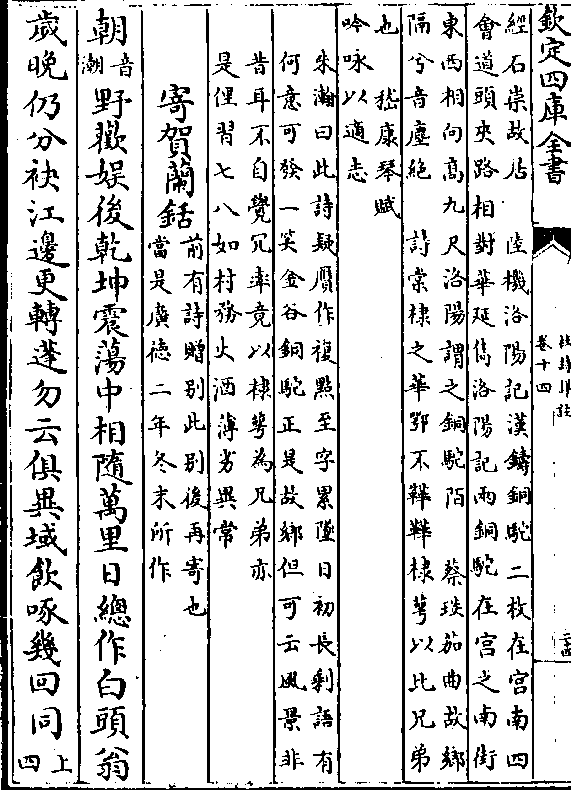 欽定四庫全書
卷十四
經石崇故居 陸機洛陽記漢鑄銅駝二枚在宫南四
會道頭夾路相對華延儁洛陽記兩銅駝在宫之南街
東西相向高九尺洛陽謂之銅駝陌 蔡琰笳曲故鄉
隔兮音塵絶 詩棠棣之華鄂不韡韡棣萼以比兄弟
也 嵇康琴賦
吟咏以適志
朱瀚曰此詩疑贋作複點至字累墜日初長剩語有
何意可發一笑金谷銅駝正是故鄉但可云風景非
昔耳不自覺冗率竟以棣萼為兄弟亦
是俚習七八如村務火酒薄劣異常
寄賀蘭銛
前有詩贈别此别後再寄也
當是廣德二年冬末所作
朝音潮野歡娱後乾坤震蕩中相隨萬里日總作白頭翁
歲晚仍分袂江邊更轉蓬勿云俱異域飲啄幾回同上四